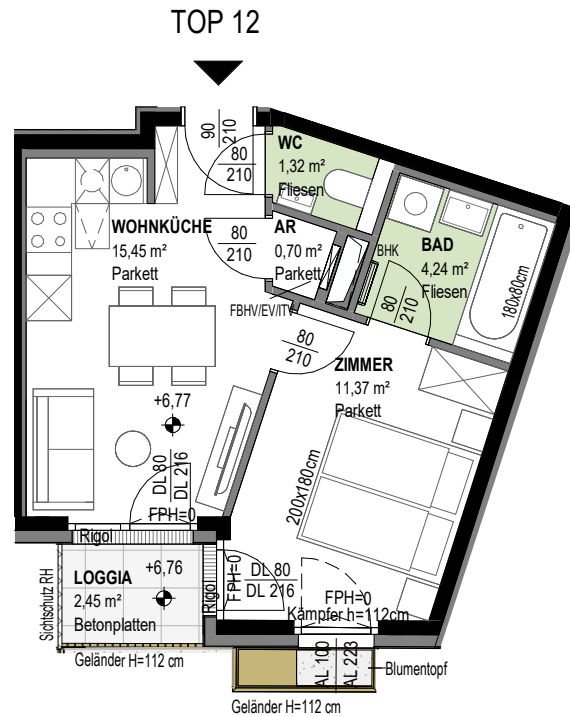 TOP 12
90
210
80
210
WC
1,32 m²
Fliesen
WOHNKÜCHE
15,45 m²
Parkett
80
210
AR
0,70 m²
Parkett
BHK
BAD
4,24 m²
Fliesen
180x80cm
80
210
FBHV/EV/ITV
80
210
ZIMMER
11,37 m²
Parkett
+6,77
200x180cm
DL 80
DL 216
FPH=0
Rigol
LOGGIA
2,45 m²
Betonplatten
+6,76
Sichtschutz RH
Rigol
FPH=0
DL 80
DL 216
FPH=0
Kämpfer h=112cm
AL 100
AL 223
Blumentopf
Geländer H=112 cm
Geländer H=112 cm